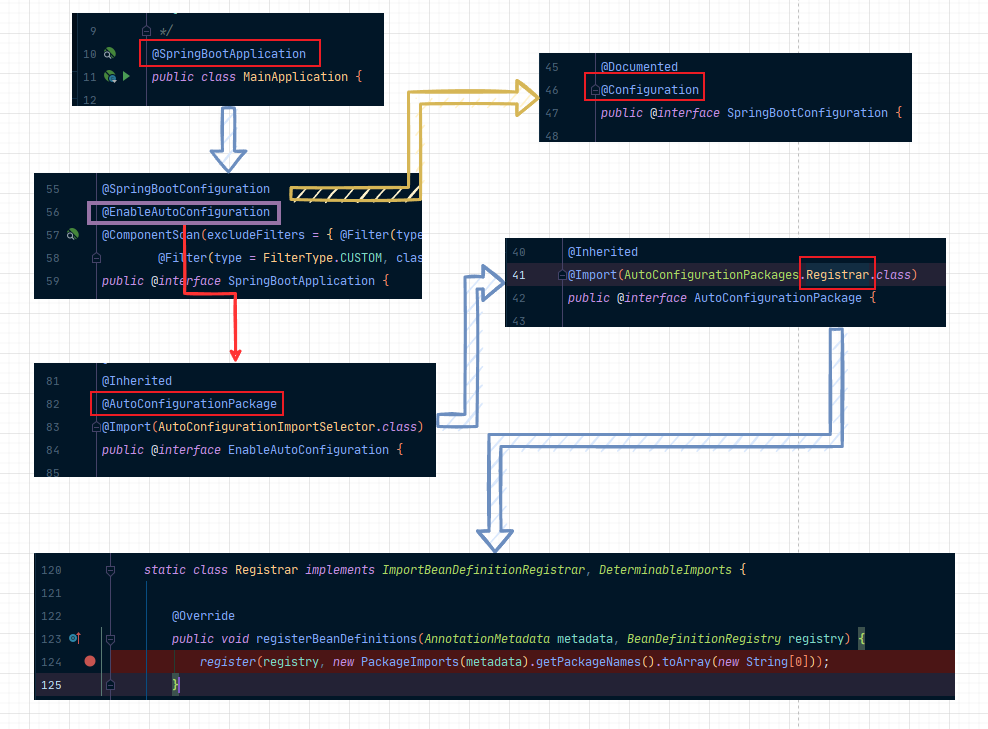 9 */
10 @SpringBootApplication
11 public class MainApplication {
12
45 @Documented
46 @Configuration
47 public @interface SpringBootConfiguration {
48
55 @SpringBootConfiguration
56 @EnableAutoConfiguration
57 @ComponentScan(excludeFilters = { @Filter(type
58 @Filter(type = FilterType.CUSTOM, clas
59 public @interface SpringBootApplication {
40 @Inherited
41 @Import(AutoConfigurationPackages.Registrar.class)
42 public @interface AutoConfigurationPackage {
43
81 @Inherited
82 @AutoConfigurationPackage
83 @Import(AutoConfigurationImportSelector.class)
84 public @interface EnableAutoConfiguration {
85
120 static class Registrar implements ImportBeanDefinitionRegistrar, DeterminableImports {
121
122 @Override
123 public void registerBeanDefinitions(AnnotationMetadata metadata, BeanDefinitionRegistry registry) {
124 register(registry, new PackageImports(metadata).getPackageNames().toArray(new String[0]));
125 }